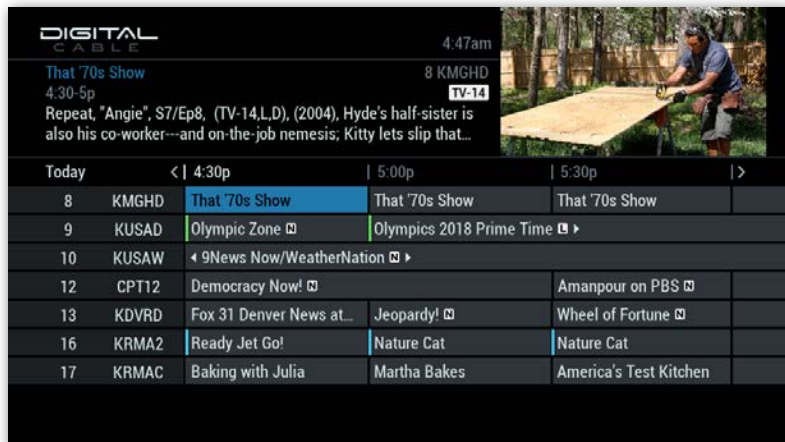 DIGITAL
CABLE
4:47am
That '70s Show 8 KMGHD
4:30-5p TV-14
Repeat, "Angie", S7/Ep8, (TV-14,L,D), (2004), Hyde's half-sister is
also his co-worker---and on-the-job nemesis; Kitty lets slip that...
Today <| 4:30p | 5:00p | 5:30p |>
8 KMGHD That '70s Show That '70s Show That '70s Show
9 KUSAD Olympic Zone N Olympics 2018 Prime Time L
10 KUSAW 9News Now/WeatherNation N
12 CPT12 Democracy Now! N Amanpour on PBS N
13 KDVRD Fox 31 Denver News at... Jeopardy! N Wheel of Fortune N
16 KRMA2 Ready Jet Go! Nature Cat Nature Cat
17 KRMAC Baking with Julia Martha Bakes America's Test Kitchen